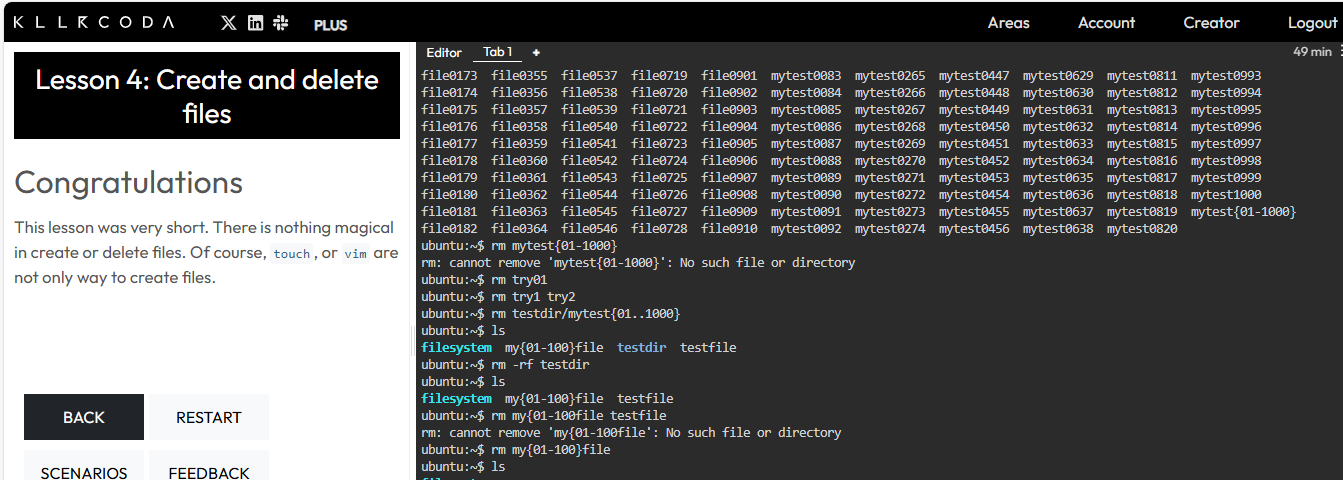 KLLRCODA PLUS Areas Account Creator Logout
Lesson 4: Create and delete
files
Congratulations
This lesson was very short. There is nothing magical
in create or delete files. Of course, touch, or vim are
not only way to create files.
BACK RESTART
SCENARIOS FEEDBACK
Editor Tab 1 + 49 min
file0173 file0355 file0537 file0719 file0901 mytest0083 mytest0265 mytest0447 mytest0629 mytest0811 mytest0993
file0174 file0356 file0538 file0720 file0902 mytest0084 mytest0266 mytest0448 mytest0630 mytest0812 mytest0994
file0175 file0357 file0539 file0721 file0903 mytest0085 mytest0267 mytest0449 mytest0631 mytest0813 mytest0995
file0176 file0358 file0540 file0722 file0904 mytest0086 mytest0268 mytest0450 mytest0632 mytest0814 mytest0996
file0177 file0359 file0541 file0723 file0905 mytest0087 mytest0269 mytest0451 mytest0633 mytest0815 mytest0997
file0178 file0360 file0542 file0724 file0906 mytest0088 mytest0270 mytest0452 mytest0634 mytest0816 mytest0998
file0179 file0361 file0543 file0725 file0907 mytest0089 mytest0271 mytest0453 mytest0635 mytest0817 mytest0999
file0180 file0362 file0544 file0726 file0908 mytest0090 mytest0272 mytest0454 mytest0636 mytest0818 mytest1000
file0181 file0363 file0545 file0727 file0909 mytest0091 mytest0273 mytest0455 mytest0637 mytest0819 mytest{01-1000}
file0182 file0364 file0546 file0728 file0910 mytest0092 mytest0274 mytest0456 mytest0638 mytest0820
ubuntu:~$ rm mytest{01-1000}
rm: cannot remove 'mytest{01-1000}': No such file or directory
ubuntu:~$ rm try01
ubuntu:~$ rm try1 try2
ubuntu:~$ rm testdir/mytest{01..1000}
ubuntu:~$ ls
filesystem my{01-100}file testdir testfile
ubuntu:~$ rm -rf testdir
ubuntu:~$ ls
filesystem my{01-100}file testfile
ubuntu:~$ rm my{01-100file testfile
rm: cannot remove 'my{01-100file': No such file or directory
ubuntu:~$ rm my{01-100}file
ubuntu:~$ ls